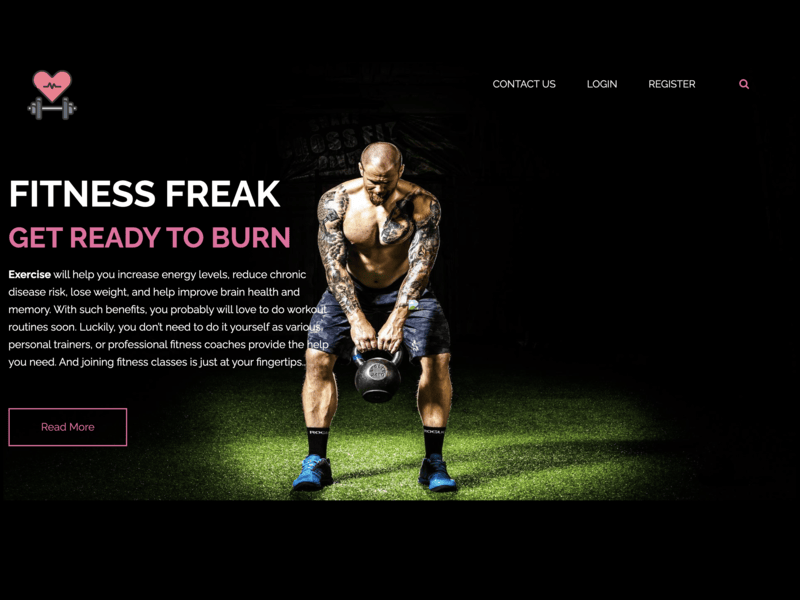 CONTACT US LOGIN REGISTER
FITNESS FREAK
GET READY TO BURN
Exercise will help you increase energy levels, reduce chronic
disease risk, lose weight, and help improve brain health and
memory. With such benefits, you probably will love to do workout
routines soon. Luckily, you don't need to do it yourself as various,
personal trainers, or professional fitness coaches provide the help
you need. And joining fitness classes is just at your fingertips..
Read More